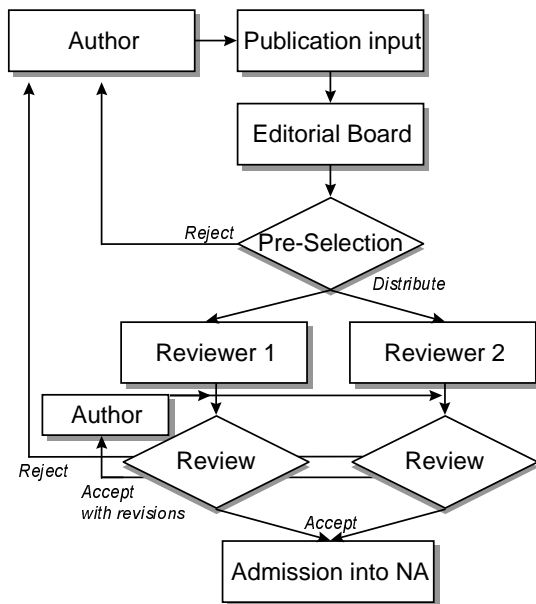 Author
Publication input
Editorial Board
Pre-Selection
Reject
Distribute
Reviewer 1
Reviewer 2
Author
Review
Review
Reject
Accept
with revisions
Accept
Admission into NA